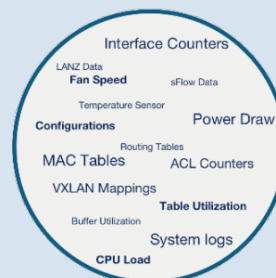 Interface Counters
LANZ Data
Fan Speed
sFlow Data
Temperature Sensor
Configurations
Power Draw
Routing Tables
MAC Tables
ACL Counters
VXLAN Mappings
Table Utilization
Buffer Utilization
System logs
CPU Load